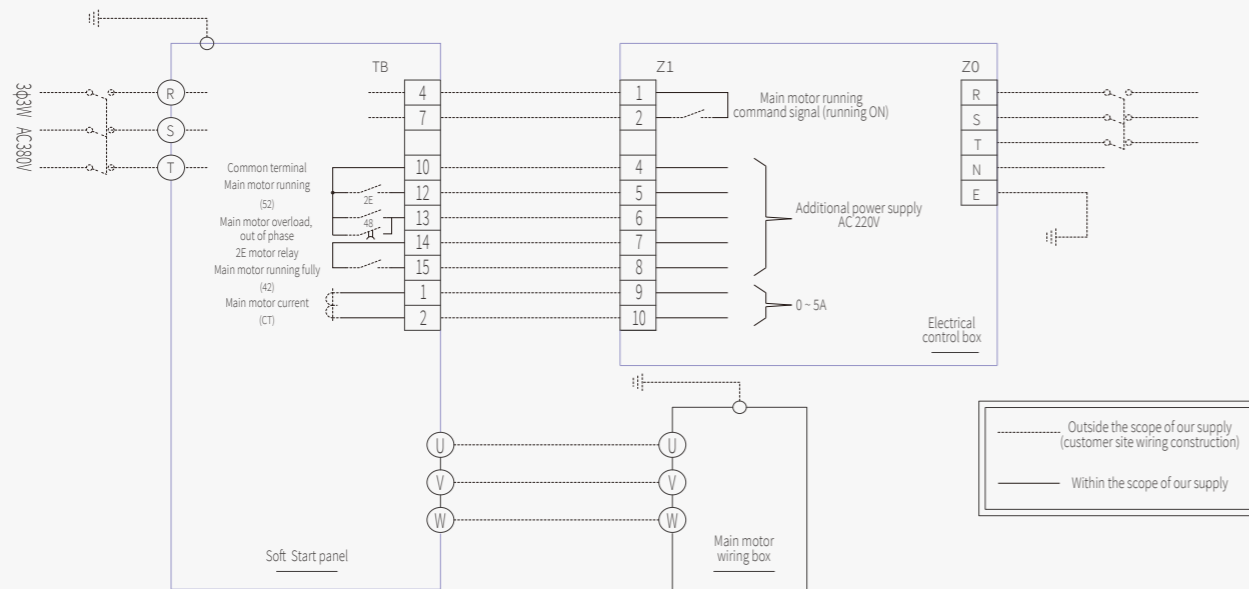 3ϕ3W AC380V
R
S
T
TB
4
7
10
12
13
14
15
1
2
Common terminal
Main motor running
(52)
Main motor overload,
out of phase
2E motor relay
Main motor running fully
(42)
Main motor current
(CT)
2E
48
Soft Start panel
U
V
W
Z1
1
2
4
5
6
7
8
9
10
Main motor running
command signal (running ON)
Additional power supply
AC 220V
0 ~ 5A
Electrical
control box
Z0
R
S
T
N
E
U
V
W
Main motor
wiring box
Outside the scope of our supply
(customer site wiring construction)
Within the scope of our supply